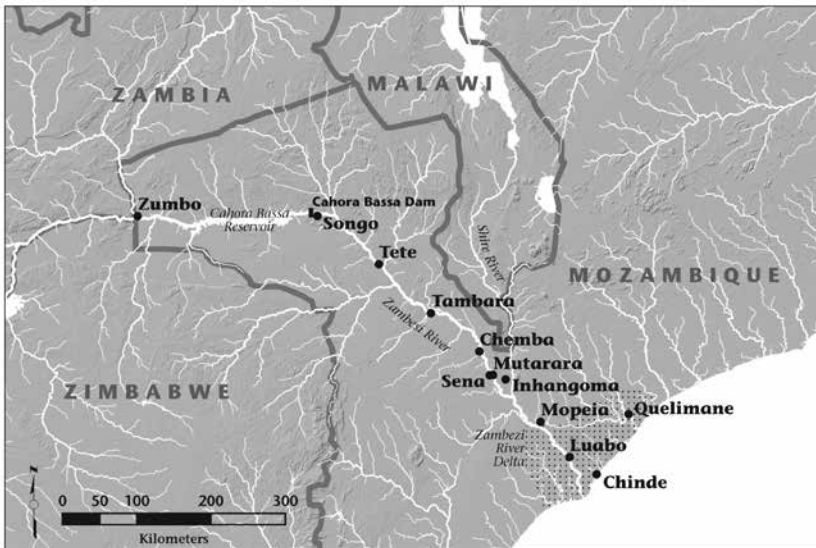 MALAWI
ZAMBIA
Zumbo
Cahora Bassa
Reservoir
Cahora Bassa Dam
Songo
Shire River
Tete
MOZAMBIQUE
Tambara
Zambesi River
Chemba
Mutarara
Sena
Inhangoma
ZIMBABWE
Mopeia
Quelimane
Zambezi
River
Delta
Luabo
Chinde
N
0 50 100 200 300
Kilometers